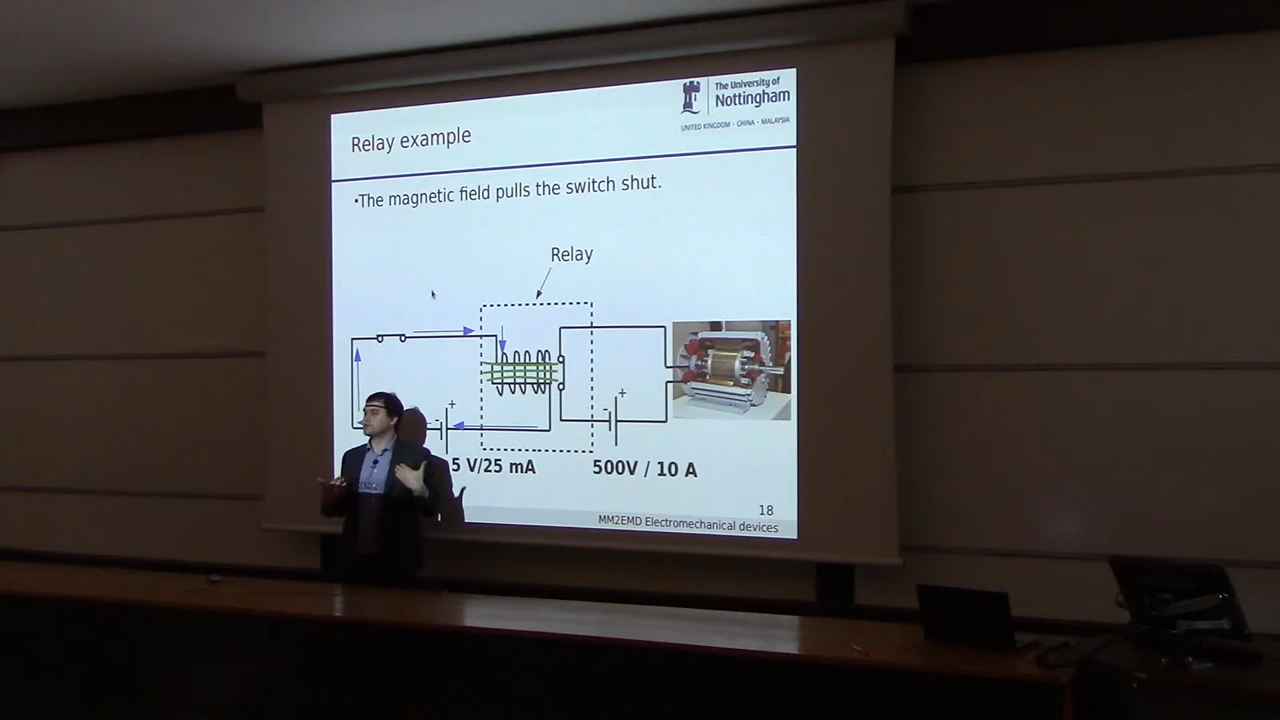 The University of
Nottingham
UNITED KINGDOM · CHINA · MALAYSIA
Relay example
•The magnetic field pulls the switch shut.
Relay
+
+
-
-
5 V/25 mA
500V / 10 A
18
MM2EMD Electromechanical devices